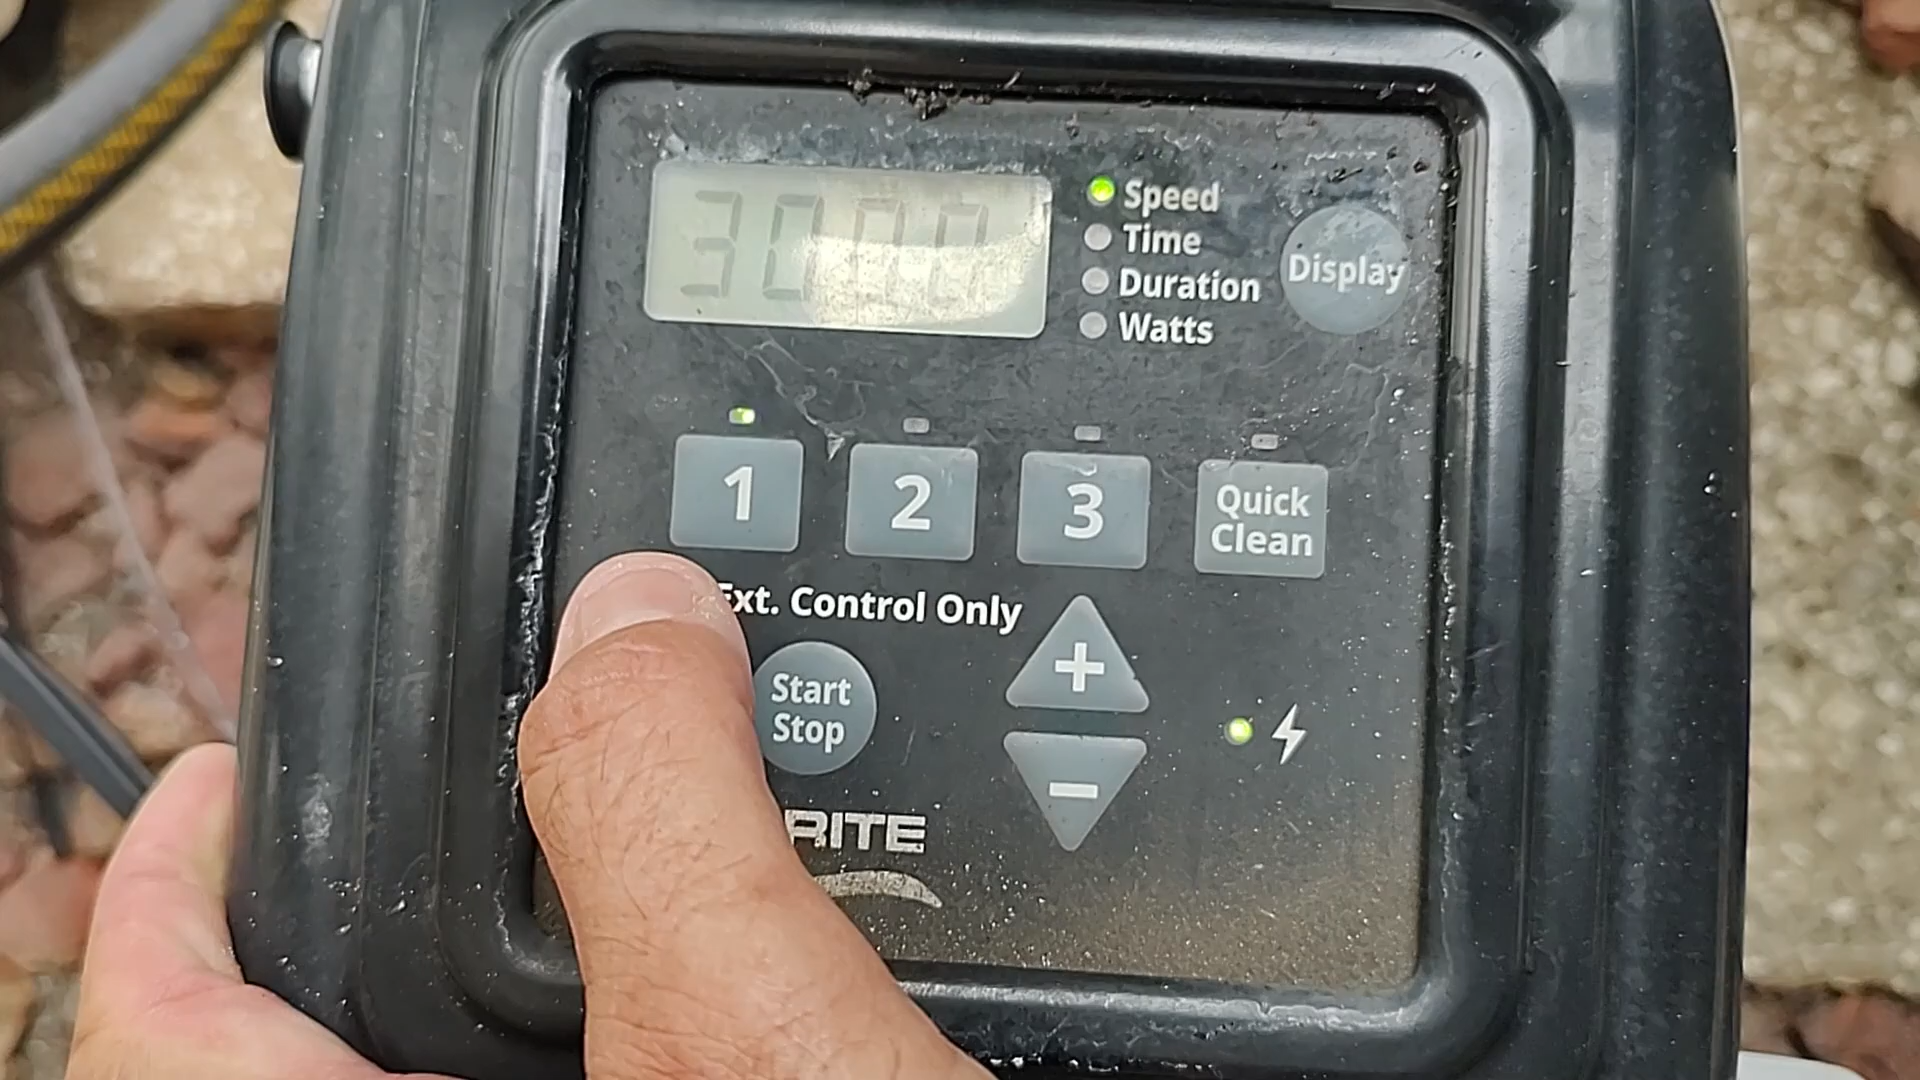 3000
Speed
Time
Duration
Watts
Display
1
2
3
Quick
Clean
Ext. Control Only
Start
Stop
+
-
RITE